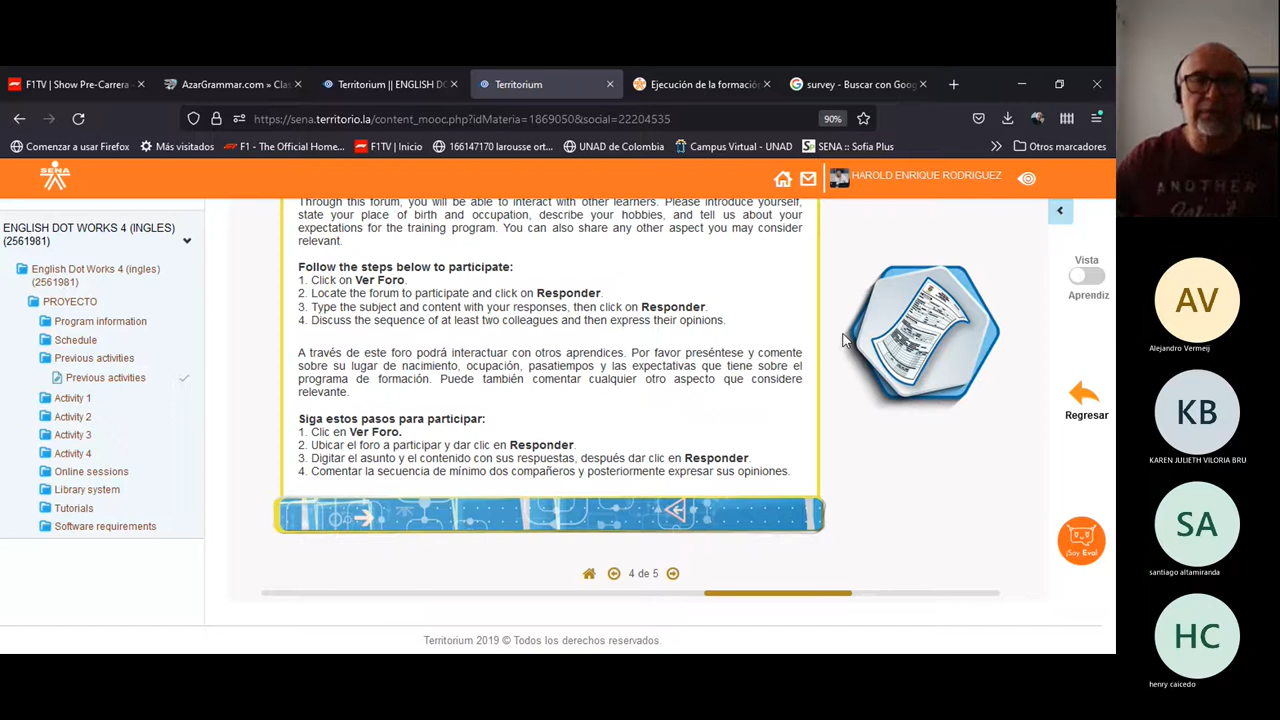 F1TV | Show Pre-Carrera
AzarGrammar.com » Clas
Territorium || ENGLISH DO
Territorium
Ejecución de la formació
survey - Buscar con Goog
https://sena.territorio.la/content_mooc.php?idMateria=18690508&social=22204535
90%
Comenzar a usar Firefox
Más visitados
F1 - The Official Home...
F1TV | Inicio
166147170 larousse ort...
UNAD de Colombia
Campus Virtual - UNAD
SENA :: Sofia Plus
Otros marcadores
SENA
HAROLD ENRIQUE RODRIGUEZ
ENGLISH DOT WORKS 4 (INGLES)
(2561981)
English Dot Works 4 (ingles)
(2561981)
PROYECTO
Program information
Schedule
Previous activities
Previous activities
Activity 1
Activity 2
Activity 3
Activity 4
Online sessions
Library system
Tutorials
Software requirements
Through this forum, you will be able to interact with other learners. Please introduce yourself,
state your place of birth and occupation, describe your hobbies, and tell us about your
expectations for the training program. You can also share any other aspect you may consider
relevant.
Follow the steps below to participate:
1. Click on Ver Foro.
2. Locate the forum to participate and click on Responder.
3. Type the subject and content with your responses, then click on Responder.
4. Discuss the sequence of at least two colleagues and then express their opinions.
A través de este foro podrá interactuar con otros aprendices. Por favor preséntese y comente
sobre su lugar de nacimiento, ocupación, pasatiempos y las expectativas que tiene sobre el
programa de formación. Puede también comentar cualquier otro aspecto que considere
relevante.
Siga estos pasos para participar:
1. Clic en Ver Foro.
2. Ubicar el foro a participar y dar clic en Responder.
3. Digitar el asunto y el contenido con sus respuestas, después dar clic en Responder.
4. Comentar la secuencia de mínimo dos compañeros y posteriormente expresar sus opiniones.
4 de 5
Territorium 2019 © Todos los derechos reservados.
Vista
Aprendiz
Regresar
¡Soy Eva!
ANOTHER
AV
Alejandro Vermeij
KB
KAREN JULIETH VILORIA BRU
SA
santiago altamiranda
HC
henry caicedo